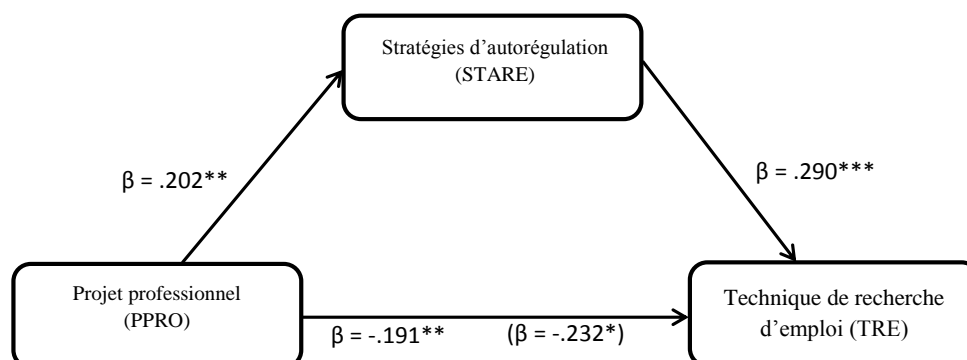 Stratégies d’autorégulation
(STARE)
β = .202**
β = .290***
Projet professionnel
(PPRO)
Technique de recherche
d’emploi (TRE)
β = -.191** (β = -.232*)